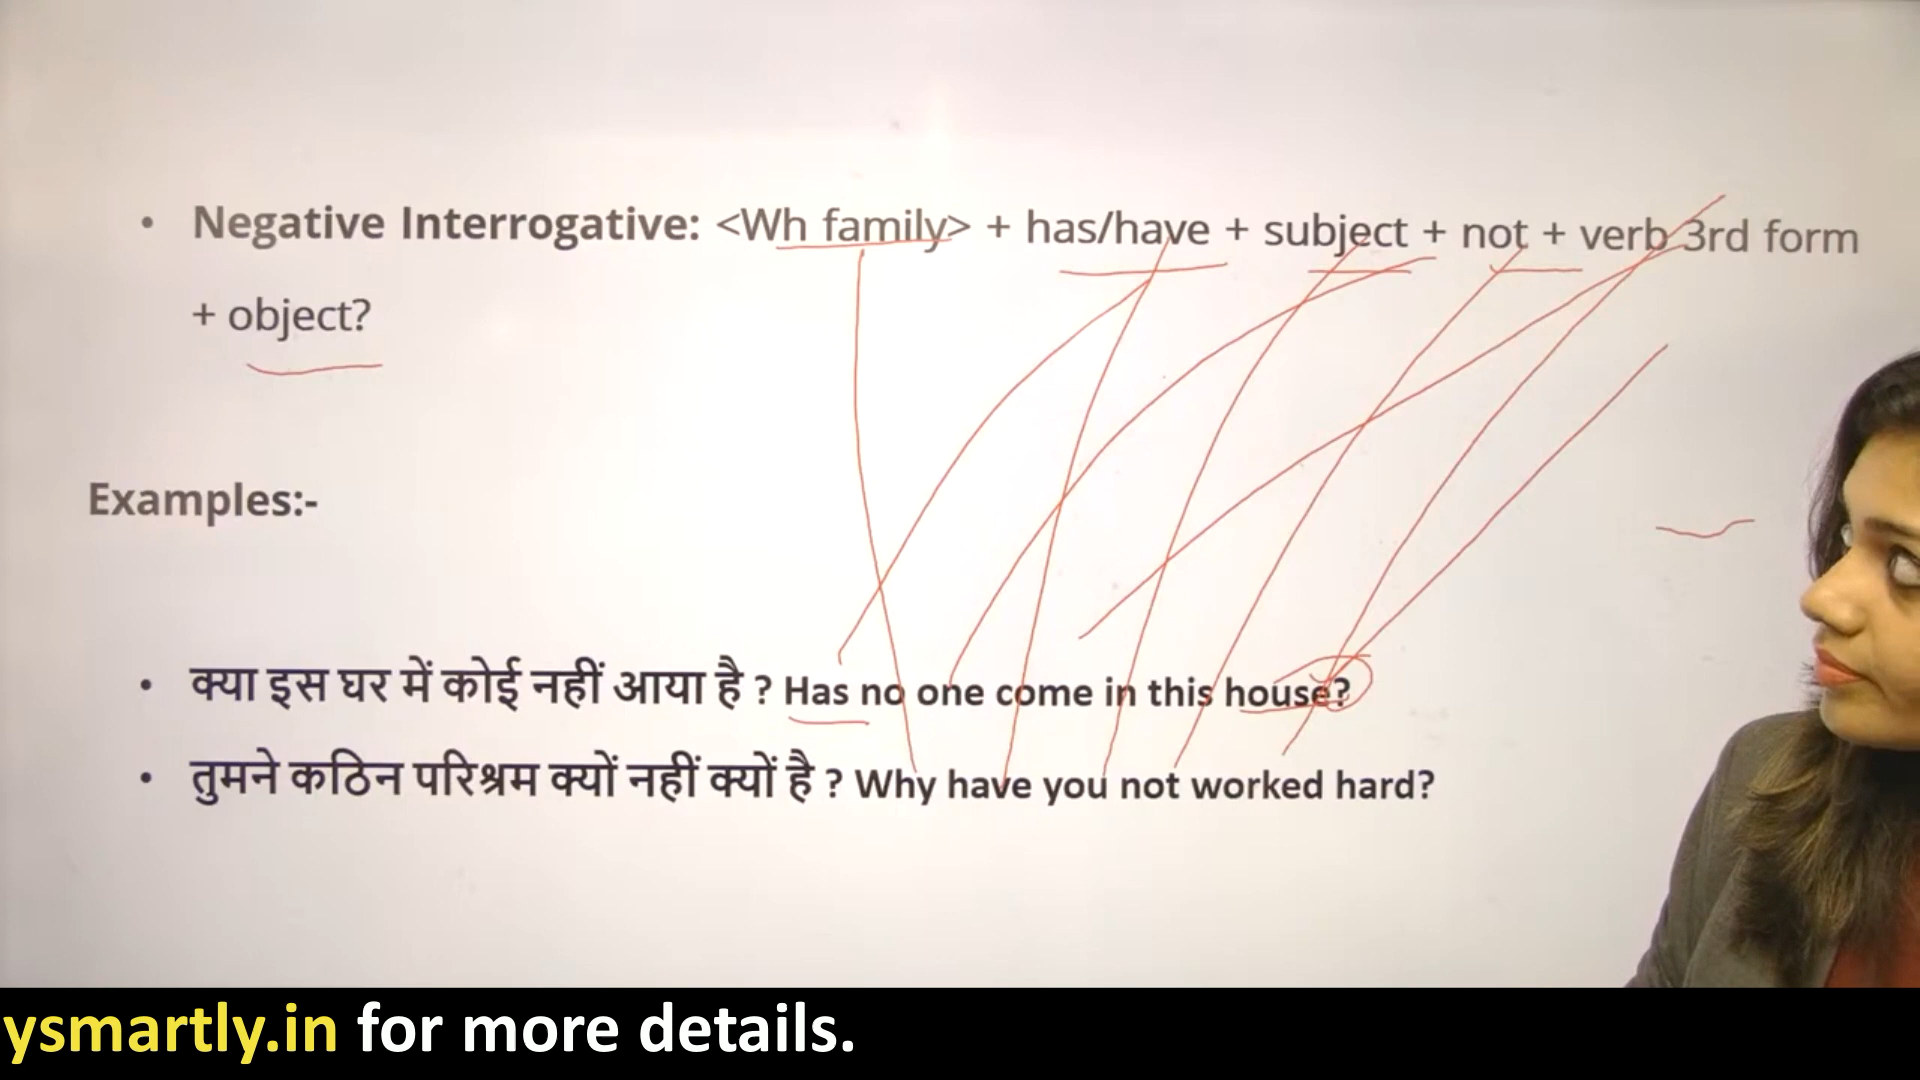 • Negative Interrogative: <Wh family> + has/have + subject + not + verb 3rd form
+ object?
Examples:-
• क्या इस घर में कोई नहीं आया है ? Has no one come in this house?
• तुमने कठिन परिश्रम क्यों नहीं क्यों है ? Why have you not worked hard?
ysmartly.in for more details.